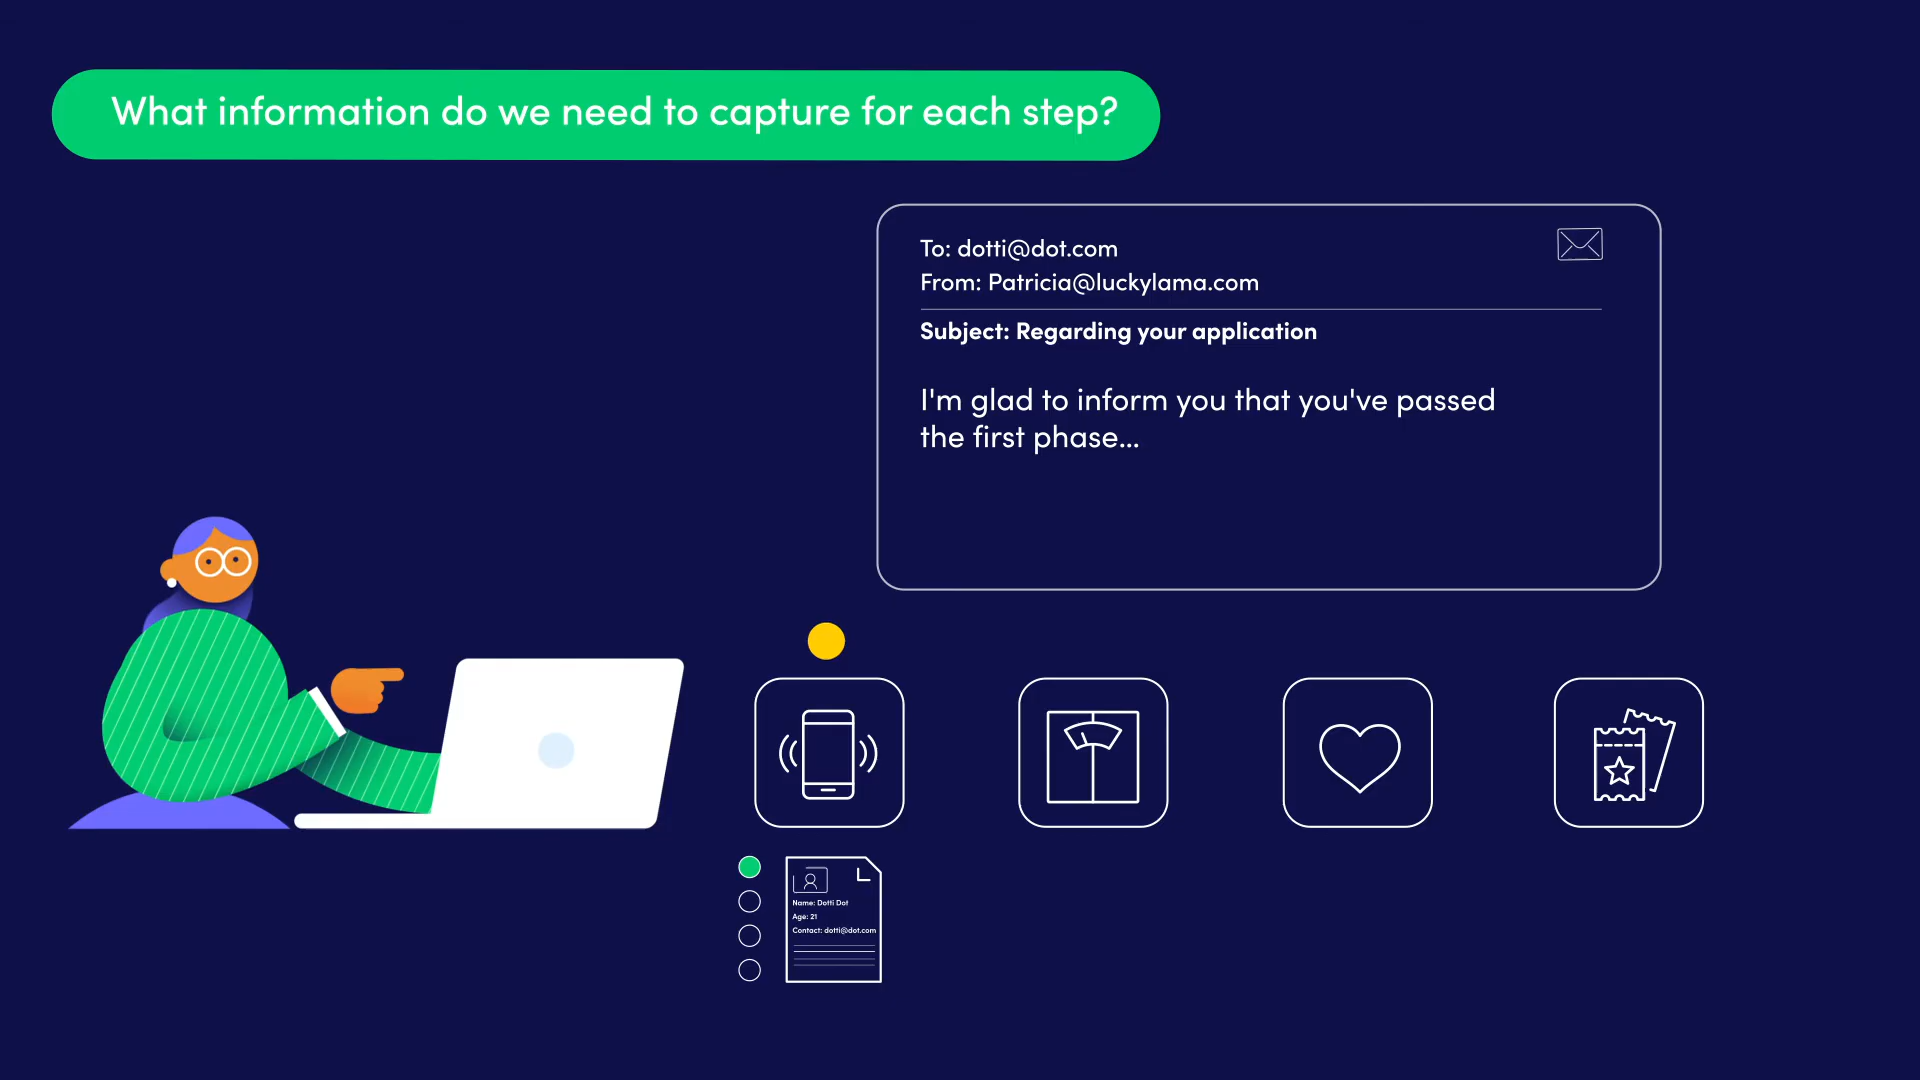 What information do we need to capture for each step?
To: dotti@dot.com
From: Patricia@luckylama.com
Subject: Regarding your application
I'm glad to inform you that you've passed
the first phase...
Name: Dotti Dot
Age: 21
Contact: dotti@dot.com